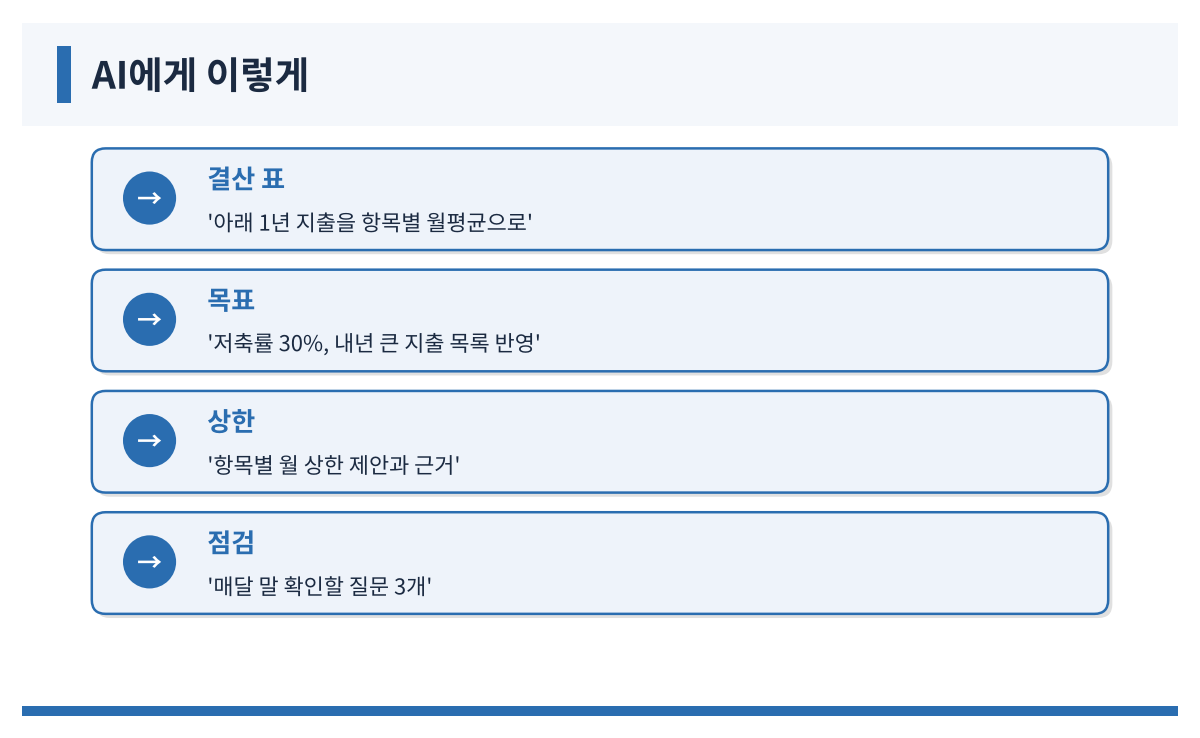 AI에게 이렇게
→
결산 표
'아래 1년 지출을 항목별 월평균으로'
→
목표
'저축률 30%, 내년 큰 지출 목록 반영'
→
상한
'항목별 월 상한 제안과 근거'
→
점검
'매달 말 확인할 질문 3개'